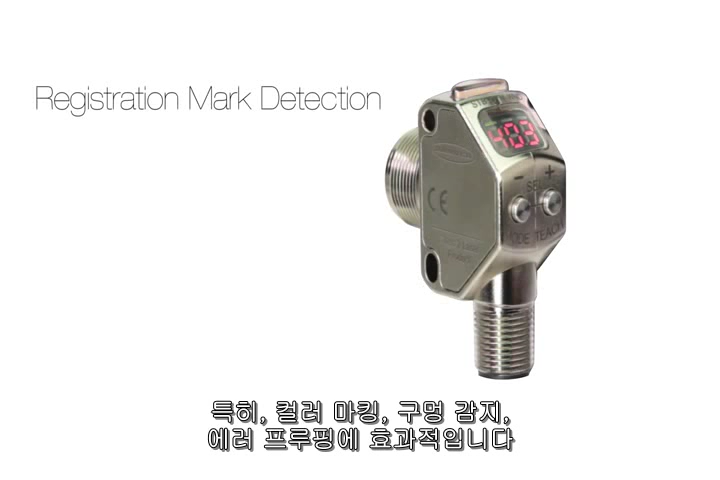 Registration Mark Detection
403
CE
- +
특히, 컬러 마킹, 구멍 감지,
에러 프루핑에 효과적입니다